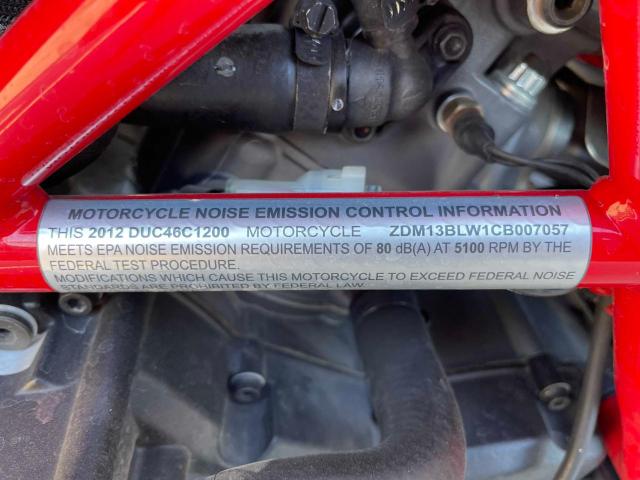 MOTORCYCLE NOISE EMISSION CONTROL INFORMATION
THIS 2012 DUC46C1200 MOTORCYCLE ZDM13BLW1CB007057
MEETS EPA NOISE EMISSION REQUIREMENTS OF 80 dB(A) AT 5100 RPM BY THE
FEDERAL TEST PROCEDURE.
MODIFICATIONS WHICH CAUSE THIS MOTORCYCLE TO EXCEED FEDERAL NOISE
STANDARDS ARE PROHIBITED BY FEDERAL LAW